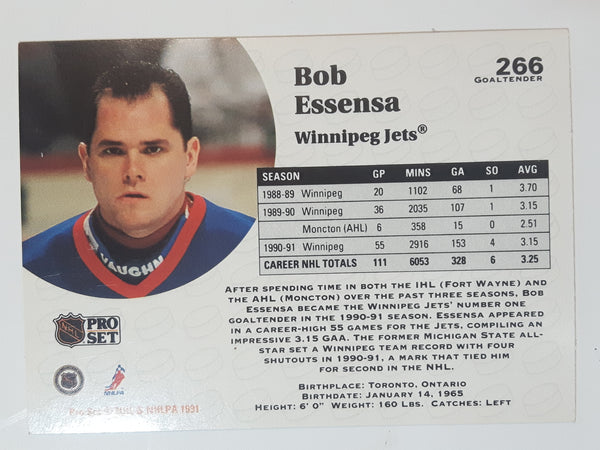 266
GOALTENDER
Bob
Essensa
Winnipeg Jets®
SEASON GP MINS GA SO AVG
1988-89 Winnipeg 20 1102 68 1 3.70
1989-90 Winnipeg 36 2035 107 1 3.15
Moncton (AHL) 6 358 15 0 2.51
1990-91 Winnipeg 55 2916 153 4 3.15
CAREER NHL TOTALS 111 6053 328 6 3.25
VAUGHN
AFTER SPENDING TIME IN BOTH THE IHL (FORT WAYNE) AND
THE AHL (MONCTON) OVER THE PAST THREE SEASONS, BOB
ESSENSA BECAME THE WINNIPEG JETS' NUMBER ONE
GOALTENDER IN THE 1990-91 SEASON. ESSENSA APPEARED
IN A CAREER-HIGH 55 GAMES FOR THE JETS, COMPILING AN
IMPRESSIVE 3.15 GAA. THE FORMER MICHIGAN STATE ALL-
STAR SET A WINNIPEG TEAM RECORD WITH FOUR
SHUTOUTS IN 1990-91, A MARK THAT TIED HIM
FOR SECOND IN THE NHL.
BIRTHPLACE: TORONTO, ONTARIO
BIRTHDATE: JANUARY 14, 1965
HEIGHT: 6' 0" WEIGHT: 160 LBS. CATCHES: LEFT
NHL
PRO
SET
NHLPA
Pro Set © NHL & NHLPA 1991